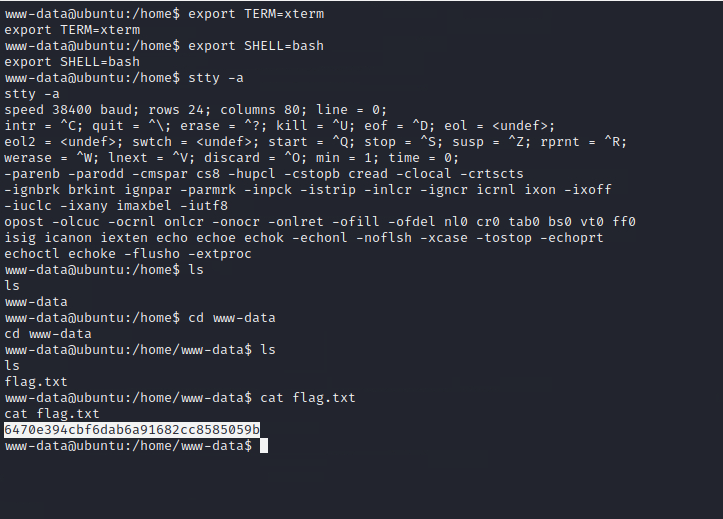 www-data@ubuntu:/home$ export TERM=xterm
export TERM=xterm
www-data@ubuntu:/home$ export SHELL=bash
export SHELL=bash
www-data@ubuntu:/home$ stty -a
stty -a
speed 38400 baud; rows 24; columns 80; line = 0;
intr = ^C; quit = ^\; erase = ^?; kill = ^U; eof = ^D; eol = <undef>;
eol2 = <undef>; swtch = <undef>; start = ^Q; stop = ^S; susp = ^Z; rprnt = ^R;
werase = ^W; lnext = ^V; discard = ^O; min = 1; time = 0;
-parenb -parodd -cmspar cs8 -hupcl -cstopb cread -clocal -crtscts
-ignbrk brkint ignpar -parmrk -inpck -istrip -inlcr -igncr icrnl ixon -ixoff
-iuclc -ixany imaxbel -iutf8
opost -olcuc -ocrnl onlcr -onocr -onlret -ofill -ofdel nl0 cr0 tab0 bs0 vt0 ff0
isig icanon iexten echo echoe echok -echonl -noflsh -xcase -tostop -echoprt
echoctl echoke -flusho -extproc
www-data@ubuntu:/home$ ls
ls
www-data
www-data@ubuntu:/home$ cd www-data
cd www-data
www-data@ubuntu:/home/www-data$ ls
ls
flag.txt
www-data@ubuntu:/home/www-data$ cat flag.txt
cat flag.txt
6470e394cbf6dab6a91682cc8585059b
www-data@ubuntu:/home/www-data$